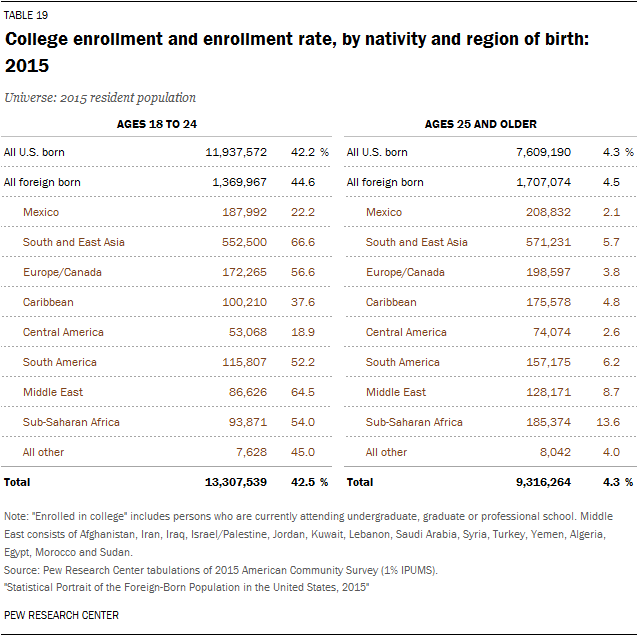 TABLE 19
College enrollment and enrollment rate, by nativity and region of birth:
2015
Universe: 2015 resident population
AGES 18 TO 24 AGES 25 AND OLDER
All U.S. born 11,937,572 42.2 % All U.S. born 7,609,190 4.3 %
All foreign born 1,369,967 44.6 All foreign born 1,707,074 4.5
Mexico 187,992 22.2 Mexico 208,832 2.1
South and East Asia 552,500 66.6 South and East Asia 571,231 5.7
Europe/Canada 172,265 56.6 Europe/Canada 198,597 3.8
Caribbean 100,210 37.6 Caribbean 175,578 4.8
Central America 53,068 18.9 Central America 74,074 2.6
South America 115,807 52.2 South America 157,175 6.2
Middle East 86,626 64.5 Middle East 128,171 8.7
Sub-Saharan Africa 93,871 54.0 Sub-Saharan Africa 185,374 13.6
All other 7,628 45.0 All other 8,042 4.0
Total 13,307,539 42.5 % Total 9,316,264 4.3 %
Note: "Enrolled in college" includes persons who are currently attending undergraduate, graduate or professional school. Middle
East consists of Afghanistan, Iran, Iraq, Israel/Palestine, Jordan, Kuwait, Lebanon, Saudi Arabia, Syria, Turkey, Yemen, Algeria,
Egypt, Morocco and Sudan.
Source: Pew Research Center tabulations of 2015 American Community Survey (1% IPUMS).
"Statistical Portrait of the Foreign-Born Population in the United States, 2015"
PEW RESEARCH CENTER